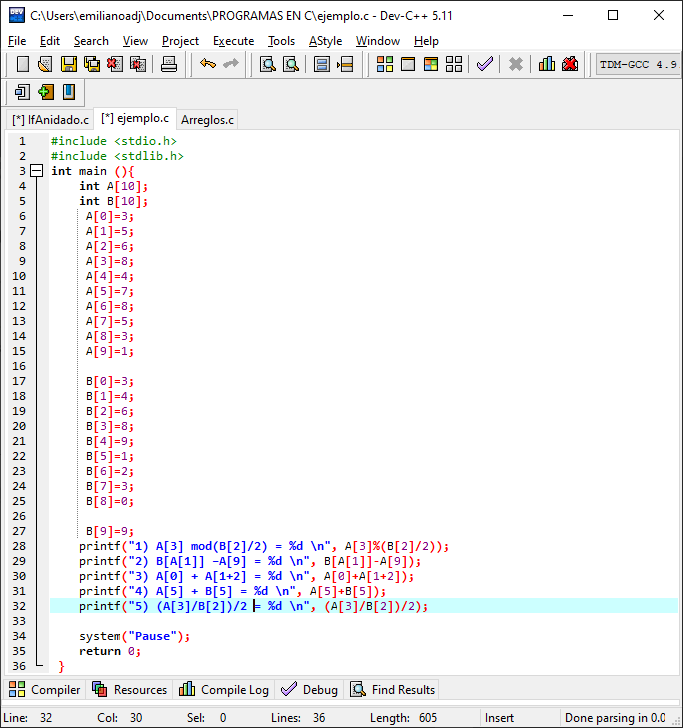 C:\Users\emilianoadj\Documents\PROGRAMAS EN C\ejemplo.c - Dev-C++ 5.11
File Edit Search View Project Execute Tools AStyle Window Help
TDM-GCC 4.9
[*] IfAnidado.c [*] ejemplo.c Arreglos.c
1 #include <stdio.h>
2 #include <stdlib.h>
3 int main (){
4 int A[10];
5 int B[10];
6 A[0]=3;
7 A[1]=5;
8 A[2]=6;
9 A[3]=8;
10 A[4]=4;
11 A[5]=7;
12 A[6]=8;
13 A[7]=5;
14 A[8]=3;
15 A[9]=1;
16
17 B[0]=3;
18 B[1]=4;
19 B[2]=6;
20 B[3]=8;
21 B[4]=9;
22 B[5]=1;
23 B[6]=2;
24 B[7]=3;
25 B[8]=0;
26
27 B[9]=9;
28 printf("1) A[3] mod(B[2]/2) = %d \n", A[3]%(B[2]/2));
29 printf("2) B[A[1]] -A[9] = %d \n", B[A[1]]-A[9]);
30 printf("3) A[0] + A[1+2] = %d \n", A[0]+A[1+2]);
31 printf("4) A[5] + B[5] = %d \n", A[5]+B[5]);
32 printf("5) (A[3]/B[2])/2 = %d \n", (A[3]/B[2])/2);
33
34 system("Pause");
35 return 0;
36 }
Compiler Resources Compile Log Debug Find Results
Line: 32 Col: 30 Sel: 0 Lines: 36 Length: 605 Insert Done parsing in 0.0